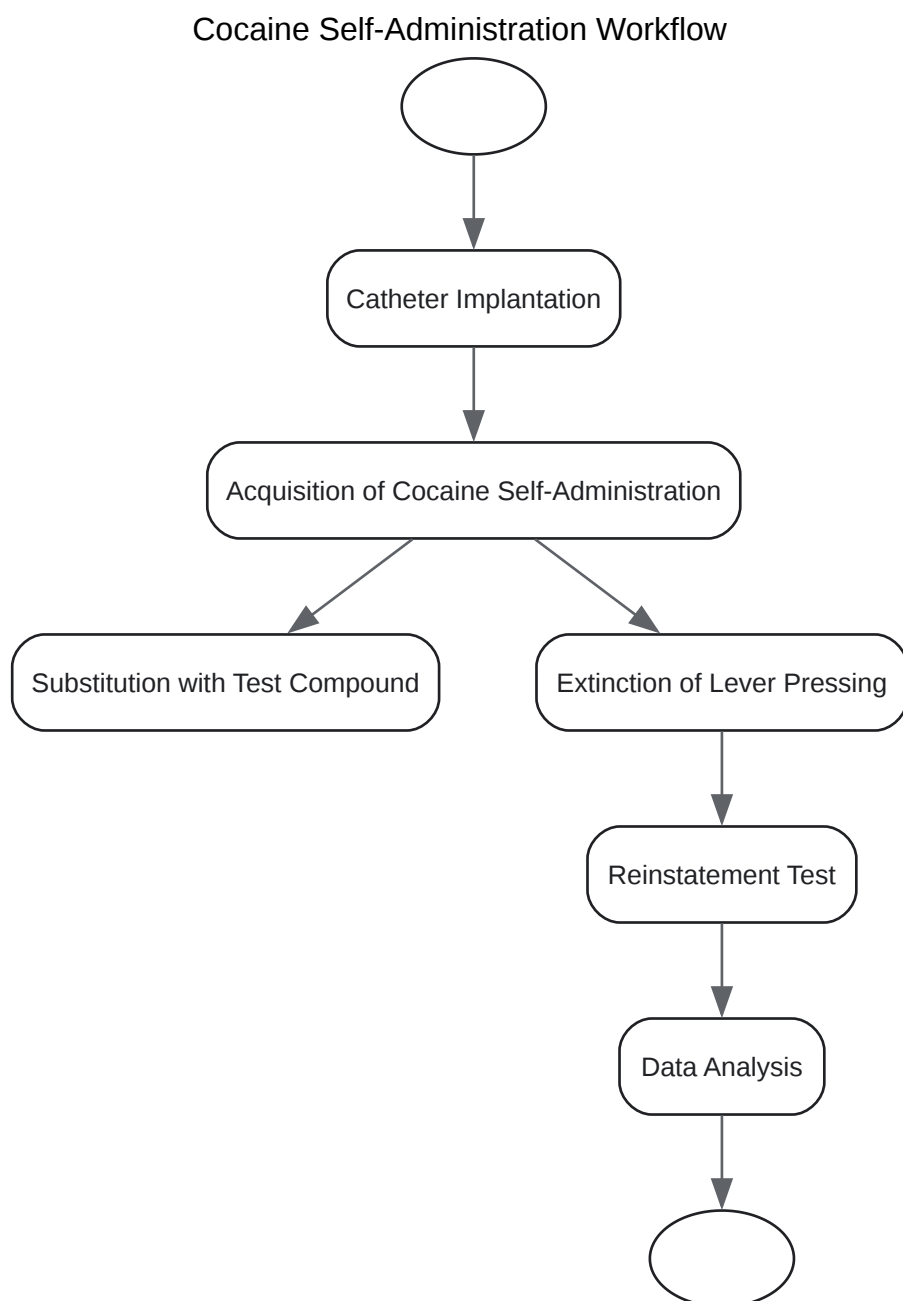 Cocaine Self-Administration Workflow
Catheter Implantation
Acquisition of Cocaine Self-Administration
Substitution with Test Compound
Extinction of Lever Pressing
Reinstatement Test
Data Analysis